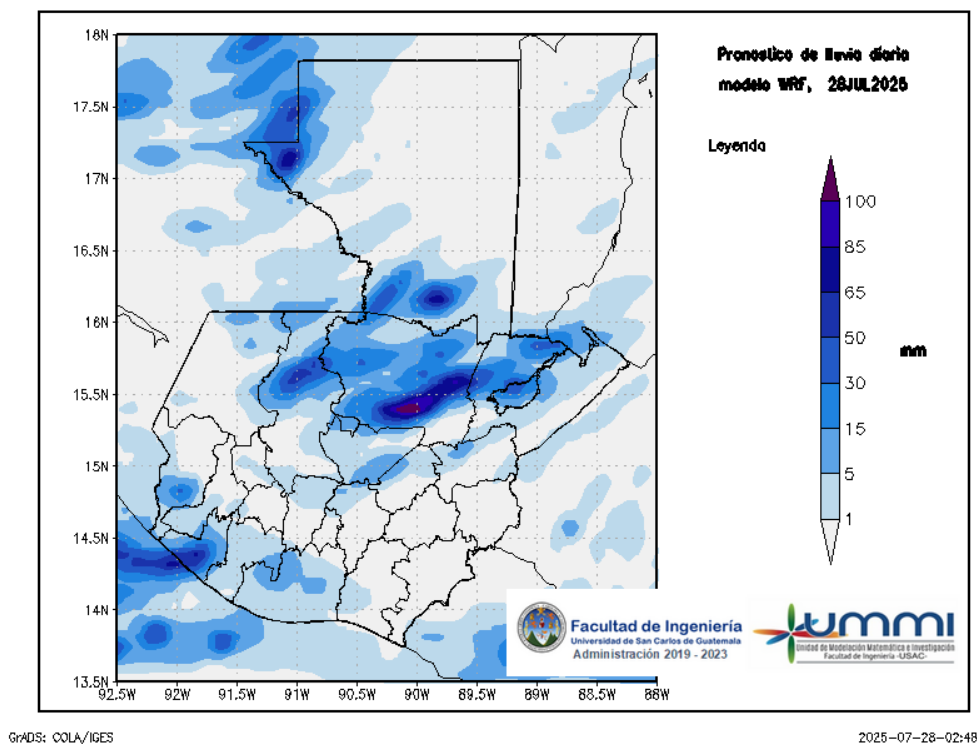 Pronostico de lluvia diaria
modelo WRF, 28JUL2025
Leyenda
100
85
65
50
30
15
5
1
mm
18N
17.5N
17N
16.5N
16N
15.5N
15N
14.5N
14N
13.5N
92.5W
92W
91.5W
91W
90.5W
90W
89.5W
89W
88.5W
88W
Facultad de Ingeniería
Universidad de San Carlos de Guatemala
Administración 2019 - 2023
UMMI
Unidad de Modelación Matemática e Investigación
Facultad de Ingeniería -USAC-
GrADS: COLA/IGES
2025-07-28-02:48